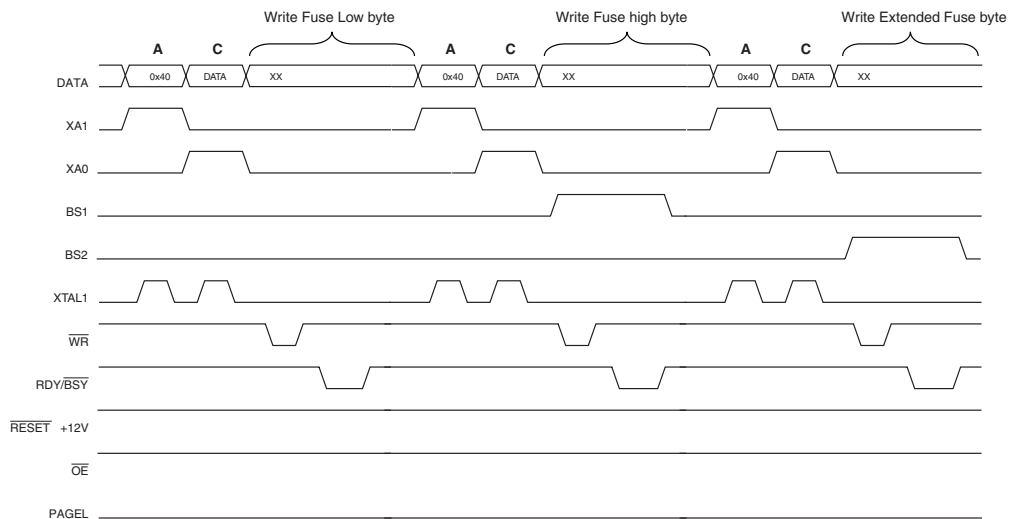 Write Fuse Low byte Write Fuse high byte Write Extended Fuse byte
A C A C A C
DATA 0x40 DATA XX 0x40 DATA XX 0x40 DATA XX
XA1
XA0
BS1
BS2
XTAL1
WR
RDY/BSY
RESET +12V
OE
PAGEL